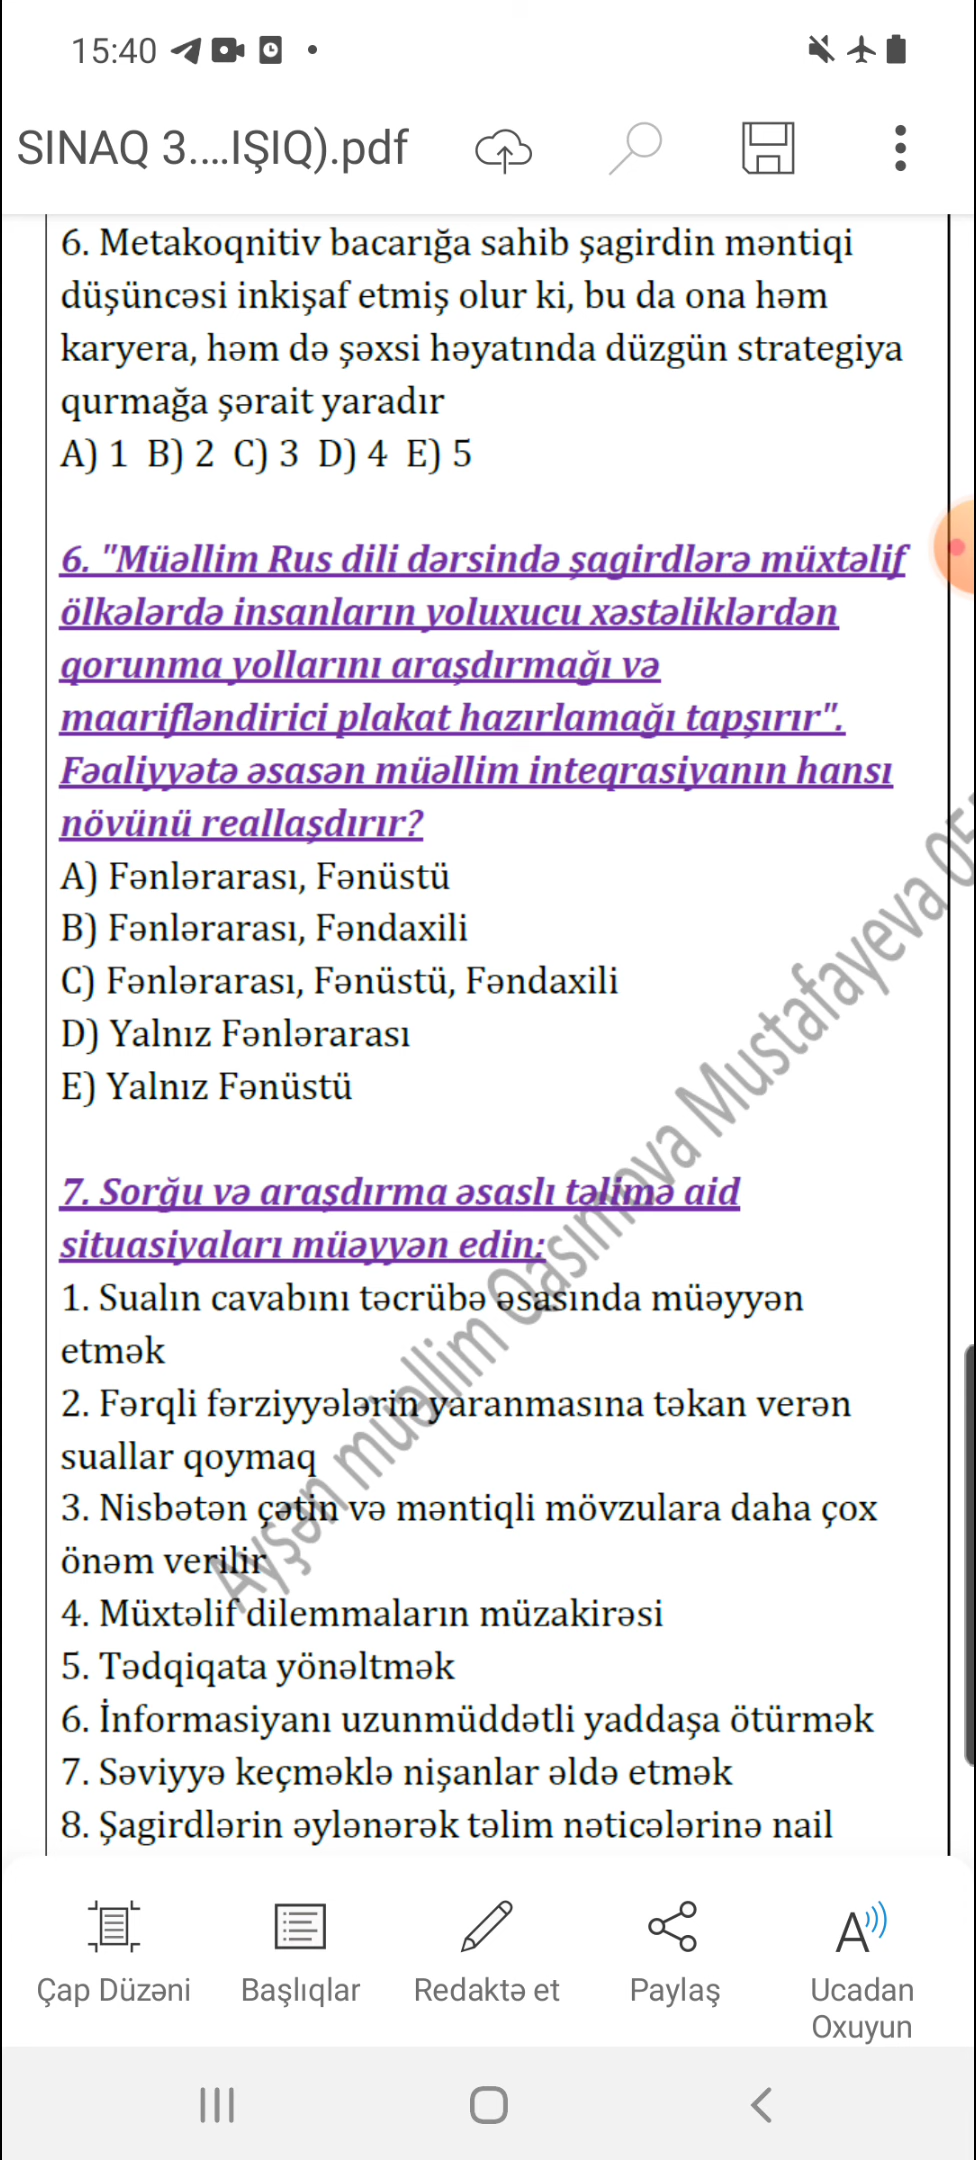 15:40
SINAQ 3....IŞIQ).pdf
6. Metakoqnitiv bacarığa sahib şagirdin məntiqi
düşüncəsi inkişaf etmiş olur ki, bu da ona həm
karyera, həm də şəxsi həyatında düzgün strategiya
qurmağa şərait yaradır
A) 1 B) 2 C) 3 D) 4 E) 5
6. "Müəllim Rus dili dərsində şagirdlərə müxtəlif
ölkələrdə insanların yoluxucu xəstəliklərdən
qorunma yollarını araşdırmağı və
maarifləndirici plakat hazırlamağı tapşırır".
Fəaliyyətə əsasən müəllim inteqrasiyanın hansı
növünü reallaşdırır?
A) Fənlərarası, Fənüstü
B) Fənlərarası, Fəndaxili
C) Fənlərarası, Fənüstü, Fəndaxili
D) Yalnız Fənlərarası
E) Yalnız Fənüstü
7. Sorğu və araşdırma əsaslı təlimə aid
situasiyaları müəyyən edin:
1. Sualın cavabını təcrübə əsasında müəyyən
etmək
2. Fərqli fərziyyələrin yaranmasına təkan verən
suallar qoymaq
3. Nisbətən çətin və məntiqli mövzulara daha çox
önəm verilir
4. Müxtəlif dilemmaların müzakirəsi
5. Tədqiqata yönəltmək
6. İnformasiyanı uzunmüddətli yaddaşa ötürmək
7. Səviyyə keçməklə nişanlar əldə etmək
8. Şagirdlərin əylənərək təlim nəticələrinə nail
Ayşən müəllim Qasımova Mustafayeva
Çap Düzəni
Başlıqlar
Redaktə et
Paylaş
Ucadan
Oxuyun